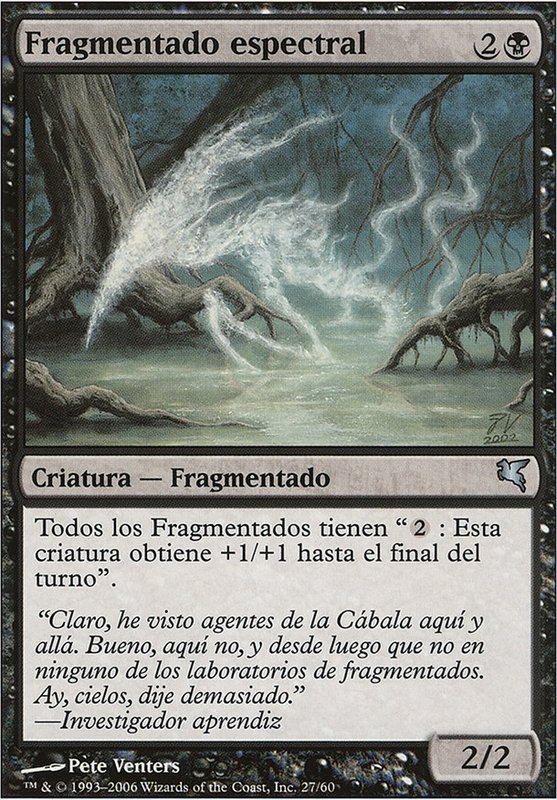 Fragmentado espectral 2
JV
2002
Criatura — Fragmentado
Todos los Fragmentados tienen “2 : Esta
criatura obtiene +1/+1 hasta el final del
turno”.
“Claro, he visto agentes de la Cábala aquí y
allá. Bueno, aquí no, y desde luego que no en
ninguno de los laboratorios de fragmentados.
Ay, cielos, dije demasiado.”
—Investigador aprendiz
2/2
Pete Venters
™ & © 1993–2006 Wizards of the Coast, Inc. 27/60